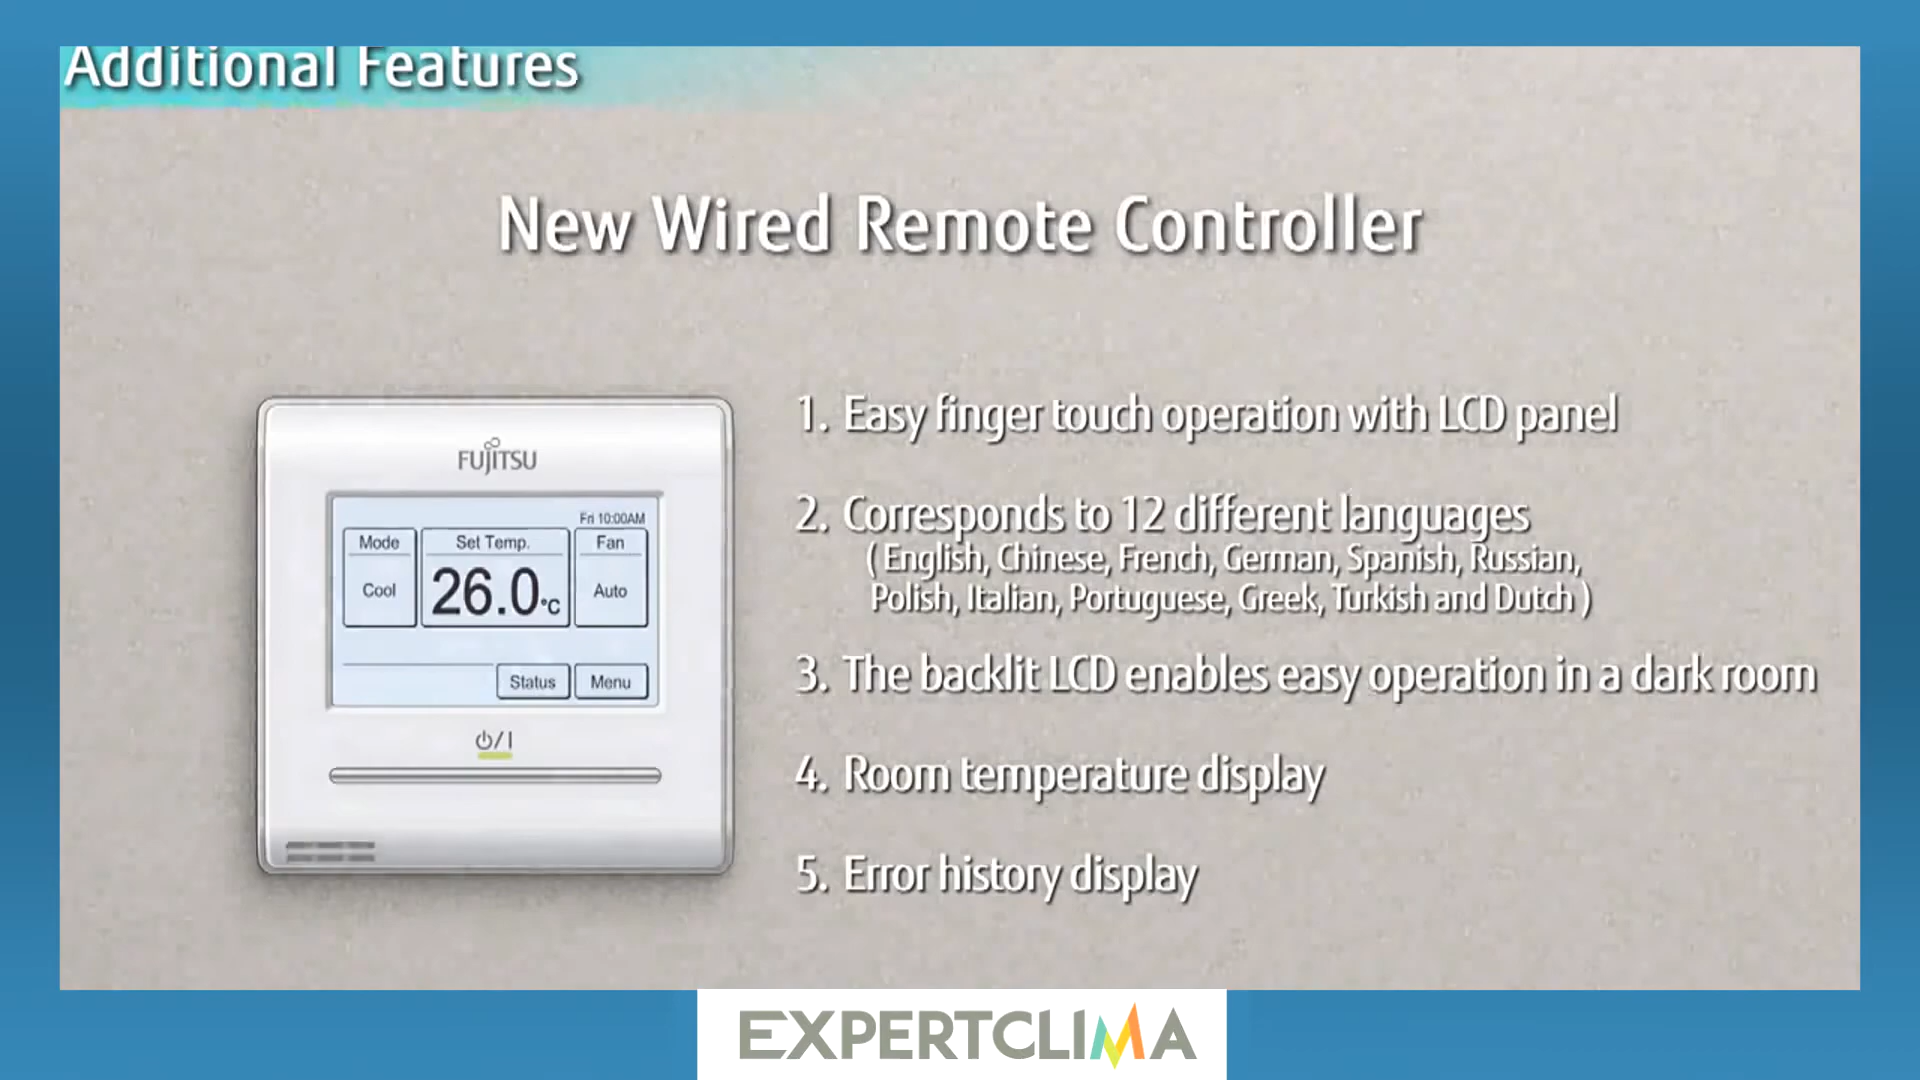 Additional Features
New Wired Remote Controller
FUJITSU
Fri 10:00AM
Mode
Set Temp.
Fan
Cool
26.0°C
Auto
Status
Menu
⏻/I
1. Easy finger touch operation with LCD panel
2. Corresponds to 12 different languages
( English, Chinese, French, German, Spanish, Russian,
Polish, Italian, Portuguese, Greek, Turkish and Dutch )
3. The backlit LCD enables easy operation in a dark room
4. Room temperature display
5. Error history display
EXPERTCLIMA